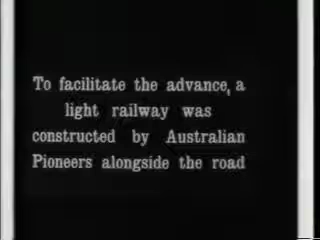 To facilitate the advance, a
light railway was
constructed by Australian
Pioneers alongside the road